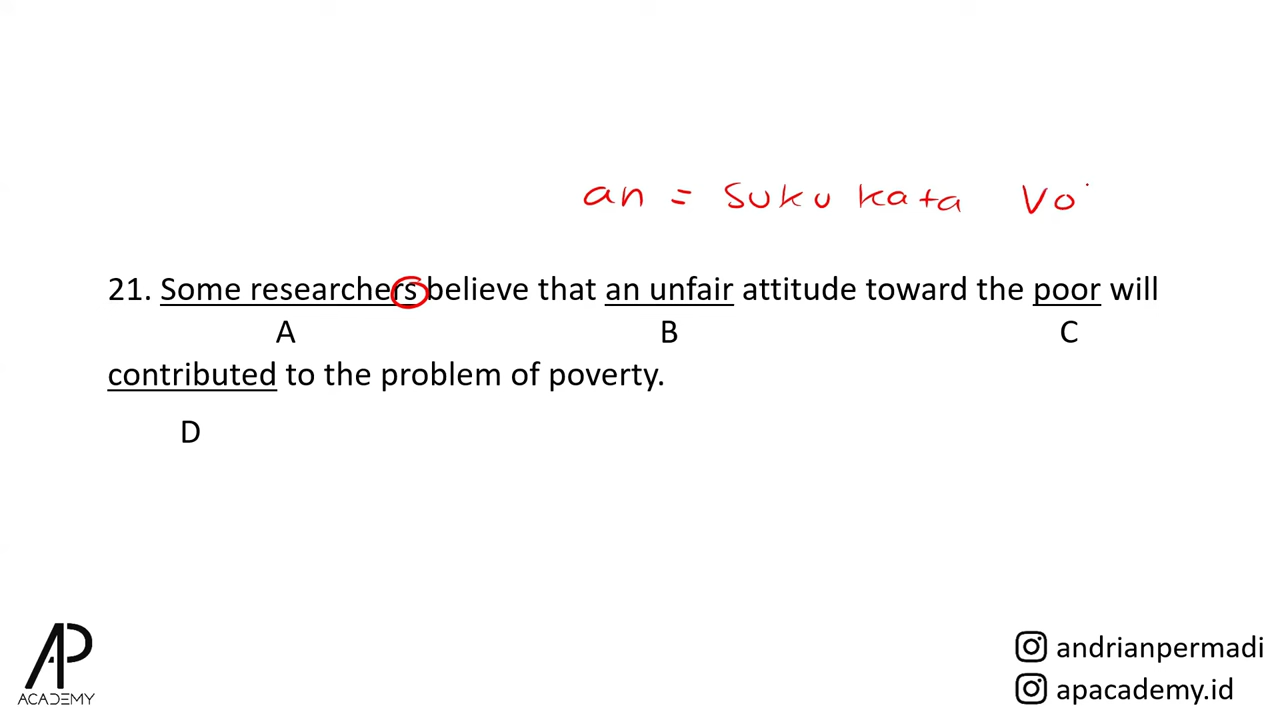 an = suku kata vo
21. Some researchers believe that an unfair attitude toward the poor will
A B C
contributed to the problem of poverty.
D
AP
ACADEMY
andrianpermadi
apacademy.id